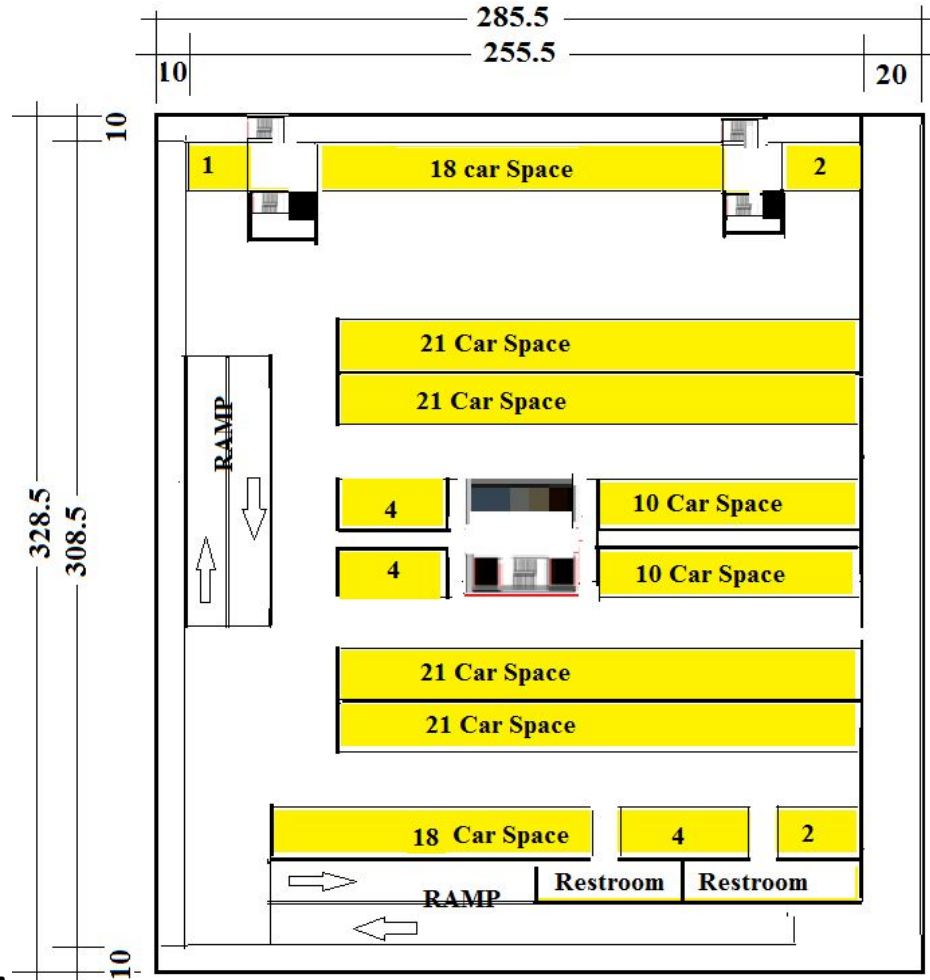 285.5
255.5
10
20
10
1
18 car Space
2
21 Car Space
21 Car Space
RAMP
328.5
308.5
4
10 Car Space
4
10 Car Space
21 Car Space
21 Car Space
18 Car Space
4
2
Restroom
Restroom
RAMP
10